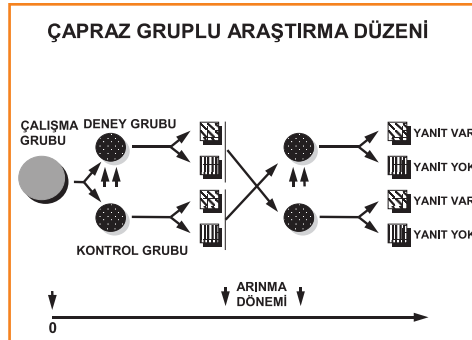 ÇAPRAZ GRUPLU ARAŞTIRMA DÜZENİ
ÇALIŞMA
GRUBU
DENEY GRUBU
KONTROL GRUBU
YANIT VAR
YANIT YOK
YANIT VAR
YANIT YOK
ARINMA
DÖNEMİ
0